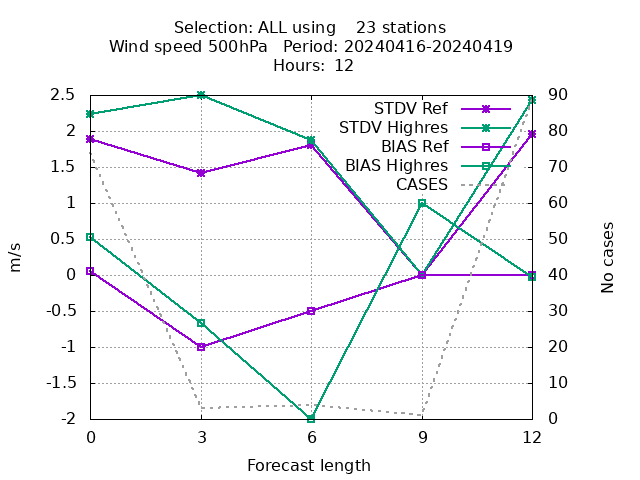 Selection: ALL using    23 stations
Wind speed 500hPa   Period: 20240416-20240419
Hours: 12
STDV Ref
STDV Highres
BIAS Ref
BIAS Highres
CASES
m/s
2.5
2
1.5
1
0.5
0
-0.5
-1
-1.5
-2
No cases
90
80
70
60
50
40
30
20
10
0
0 3 6 9 12
Forecast length